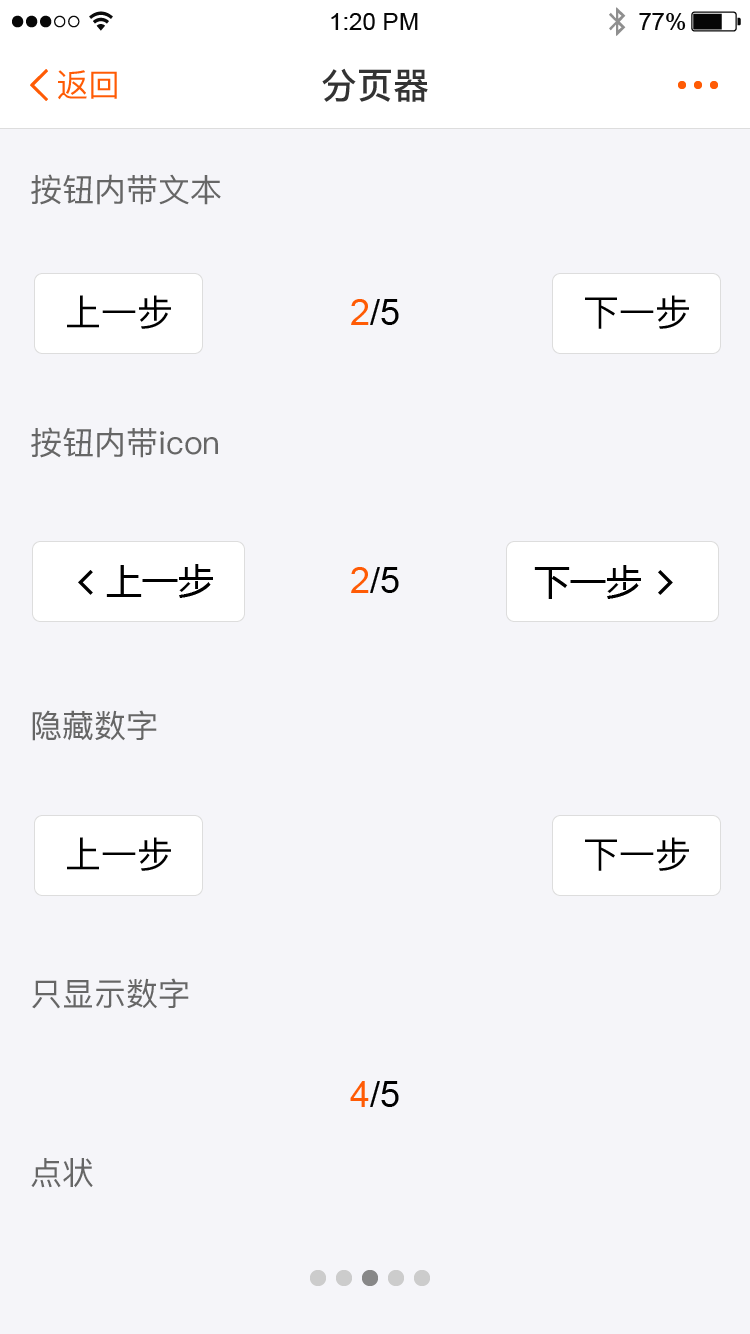 1:20 PM 77%
返回 分页器
按钮内带文本
上一步 2/5 下一步
按钮内带icon
上一步 2/5 下一步
隐藏数字
上一步 下一步
只显示数字
4/5
点状